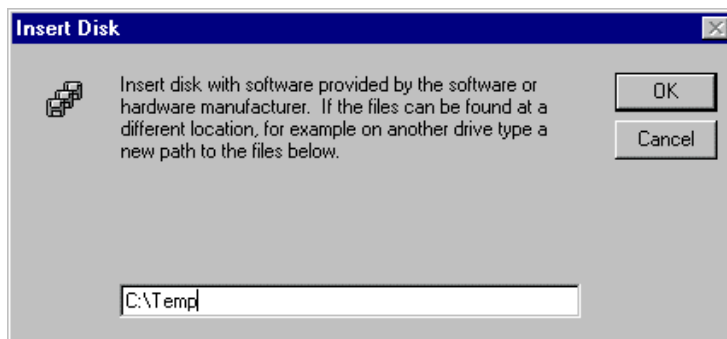 Insert Disk
Insert disk with software provided by the software or
hardware manufacturer.  If the files can be found at a
different location, for example on another drive type a
new path to the files below.
OK
Cancel
C:\Temp